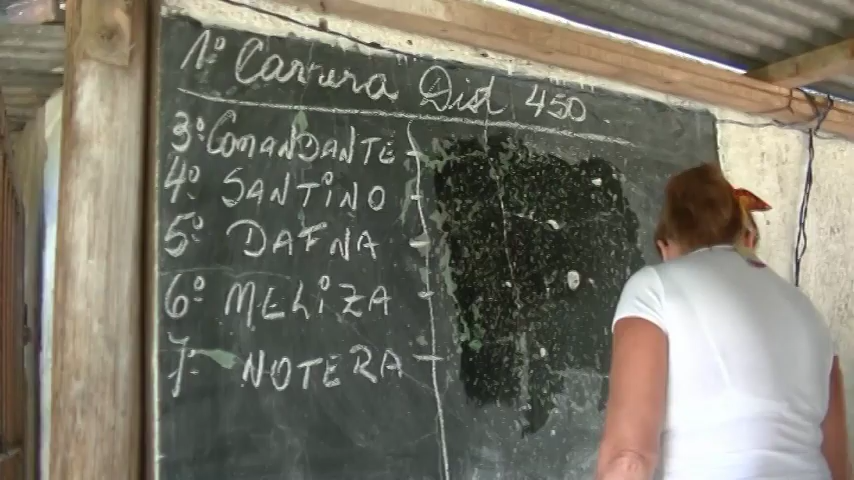 1º Carrera Dist 450
3º COMANDANTE
4º SANTINO
5º DAFNA
6º MELIZA
7º NOTERA